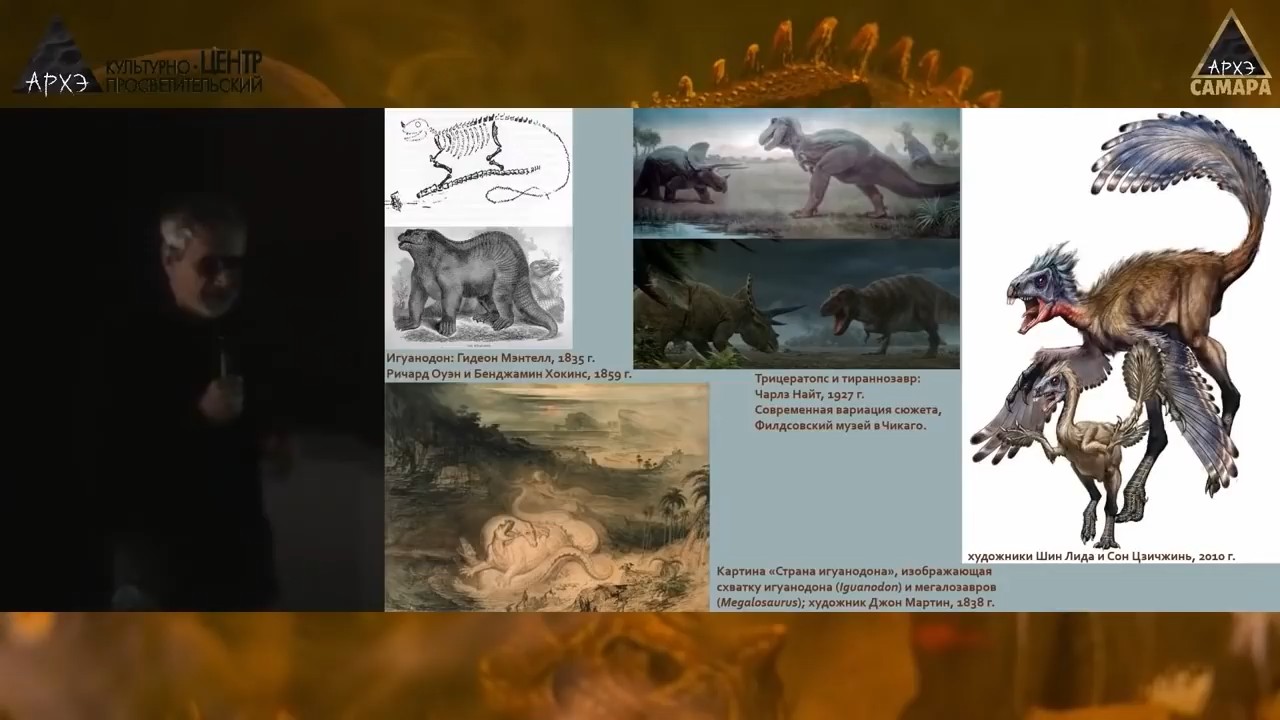 АРХЭ
КУЛЬТУРНО · ЦЕНТР
ПРОСВЕТИТЕЛЬСКИЙ
АРХЭ
САМАРА
Игуанодон: Гидеон Мэнтелл, 1835 г.
Ричард Оуэн и Бенджамин Хокинс, 1859 г.
Трицератопс и тираннозавр:
Чарлз Найт, 1927 г.
Современная вариация сюжета,
Филдсовский музей в Чикаго.
художники Шин Лида и Сон Цзичжинь, 2010 г.
Картина «Страна игуанодона», изображающая
схватку игуанодона (Iguanodon) и мегалозавров
(Megalosaurus); художник Джон Мартин, 1838 г.